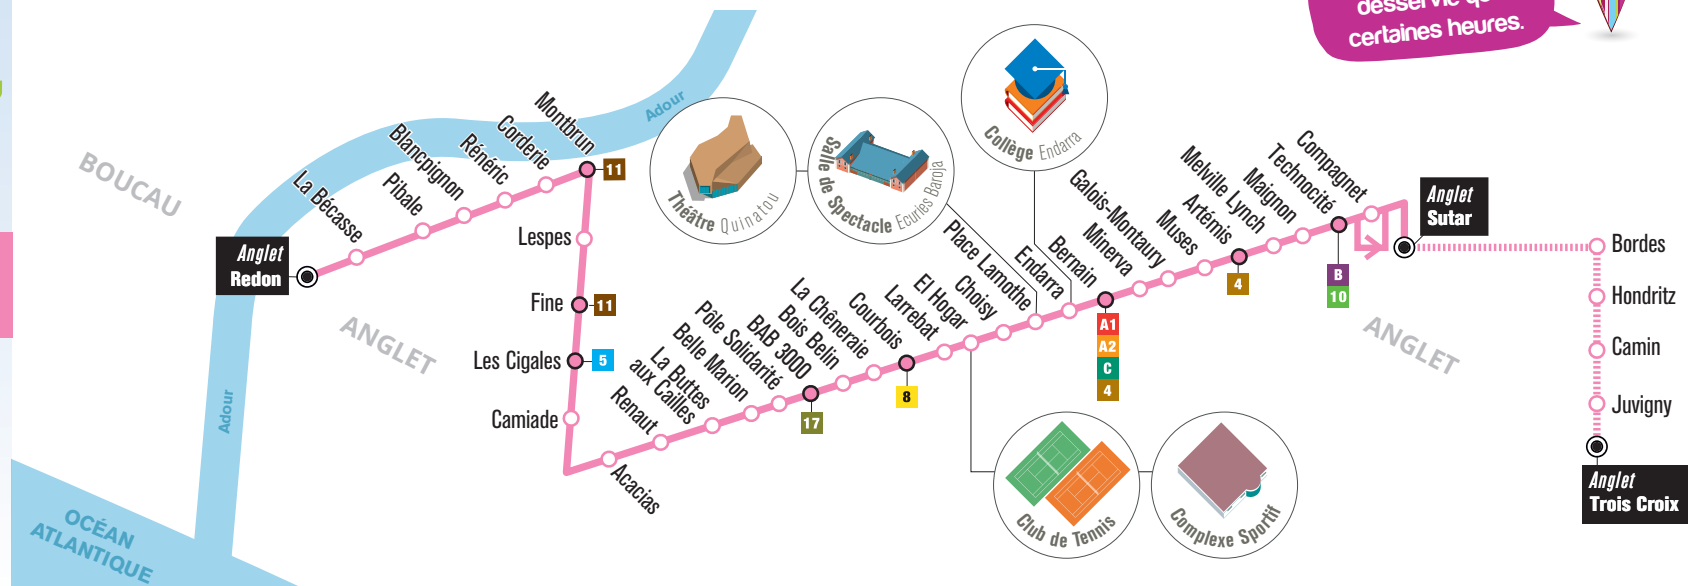 certaines heures.
BOUCAU
ANGLET
ANGLET
Adour
Adour
OCÉAN
ATLANTIQUE
Anglet
Redon
La Bécasse
Pibale
Blancpignon
Rénéric
Corderie
Montbrun
11
Lespes
Fine
11
Les Cigales
5
Camiade
Acacias
Renaut
La Buttes
aux Cailles
Belle Marion
Pôle Solidarité
BAB 3000
17
Bois Belin
La Chêneraie
Courbois
8
Larrebat
El Hogar
Choisy
Place Lamothe
Endarra
Bernain
A1
A2
C
4
Minerva
Galois-Montaury
Muses
Artémis
4
Melville Lynch
Maignon
Technocité
B
10
Compagnet
Anglet
Sutar
Bordes
Hondritz
Camin
Juvigny
Anglet
Trois Croix
Théâtre Quinatou
Salle de Spectacle Ecuries Baroja
Collège Endarra
Club de Tennis
Complexe Sportif